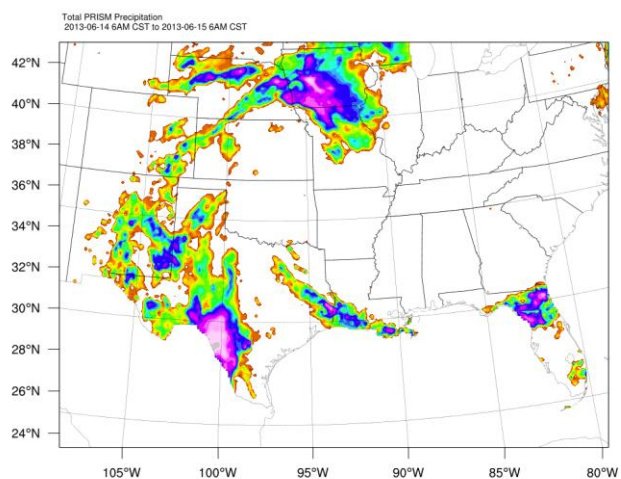 Total PRISM Precipitation
2013-06-14 6AM CST to 2013-06-15 6AM CST
42°N
40°N
38°N
36°N
34°N
32°N
30°N
28°N
26°N
24°N
105°W 100°W 95°W 90°W 85°W 80°W